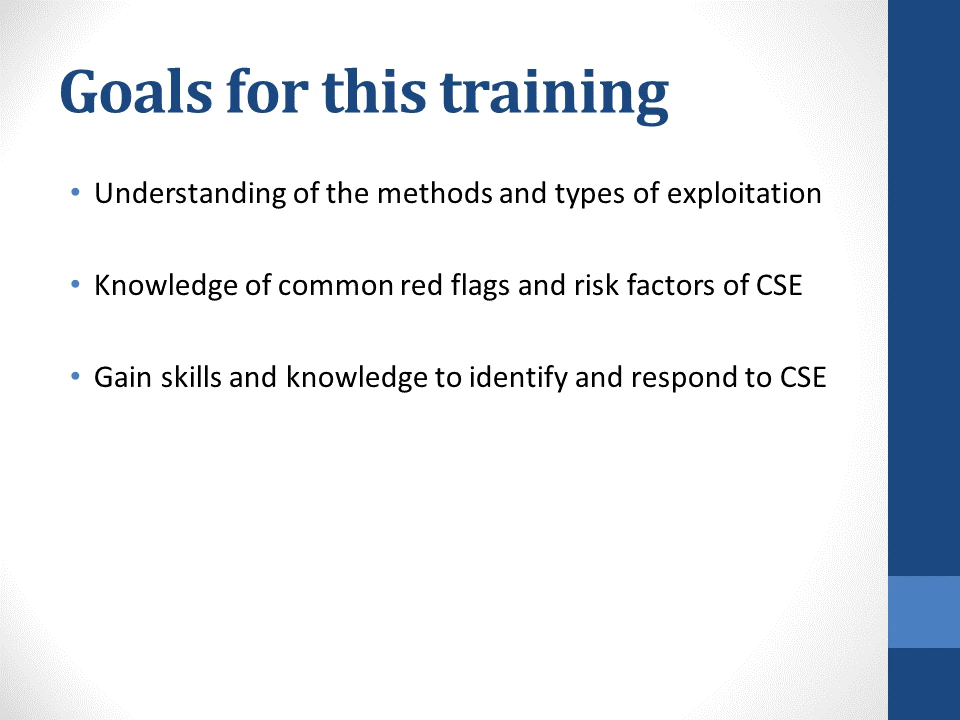 Goals for this training
• Understanding of the methods and types of exploitation
• Knowledge of common red flags and risk factors of CSE
• Gain skills and knowledge to identify and respond to CSE